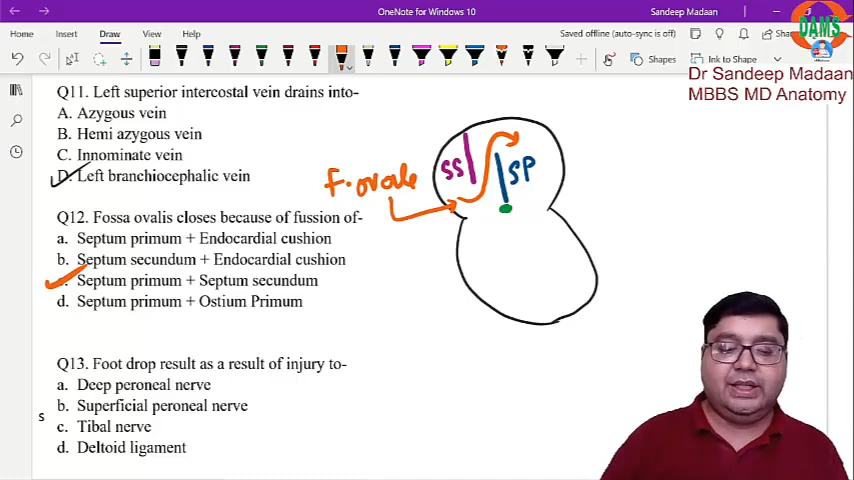 OneNote for Windows 10
Sandeep Madaan
Home
Insert
Draw
View
Help
Saved offline (auto-sync is off)
Share
Shapes
Ink to Shape
DAMS
Dr Sandeep Madaan
MBBS MD Anatomy
Q11. Left superior intercostal vein drains into-
A. Azygous vein
B. Hemi azygous vein
C. Innominate vein
D. Left branchiocephalic vein
F. ovale
SS
SP
Q12. Fossa ovalis closes because of fussion of-
a. Septum primum + Endocardial cushion
b. Septum secundum + Endocardial cushion
Septum primum + Septum secundum
d. Septum primum + Ostium Primum
Q13. Foot drop result as a result of injury to-
a. Deep peroneal nerve
b. Superficial peroneal nerve
s
c. Tibal nerve
d. Deltoid ligament